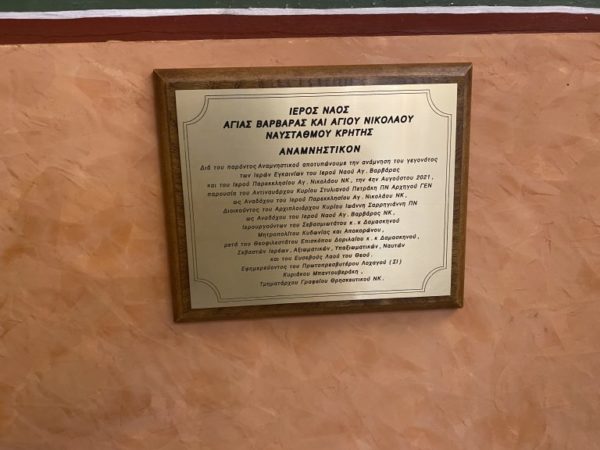 ΙΕΡΟΣ ΝΑΟΣ
ΑΓΙΑΣ ΒΑΡΒΑΡΑΣ ΚΑΙ ΑΓΙΟΥ ΝΙΚΟΛΑΟΥ
ΝΑΥΣΤΑΘΜΟΥ ΚΡΗΤΗΣ
ΑΝΑΜΝΗΣΤΙΚΟΝ
Διά του παρόντος Αναμνηστικού αποτυπώνουμε την ανάμνηση του γεγονότος
των Ιερών Εγκαινίων του Ιερού Ναού Αγ. Βαρβάρας
και του Ιερού Παρεκκλησίου Αγ. Νικολάου ΝΚ, την 4ην Αυγούστου 2021,
παρουσία του Αντιναυάρχου Κυρίου Στυλιανού Πετράκη ΠΝ Αρχηγού ΓΕΝ
ως Αναδόχου του Ιερού Παρεκκλησίου Αγ. Νικολάου ΝΚ,
Διοικούντος του Αρχιπλοιάρχου Κυρίου Ιωάννη Σαρρηγιάννη ΠΝ
ως Αναδόχου του Ιερού Ναού Αγ. Βαρβάρας ΝΚ,
Ιερουργούντων του Σεβασμιωτάτου κ. κ Δαμασκηνού
Μητροπολίτου Κυδωνίας και Αποκορώνου,
μετά του Θεοφιλεστάτου Επισκόπου Δορυλαίου κ. κ Δαμασκηνού,
Σεβαστών Ιερέων, Αξιωματικών, Υπαξιωματικών, Ναυτών
και του Ευσεβούς Λαού του Θεού.
Εφημερεύοντος του Πρωτοπρεσβυτέρου Λοχαγού (ΣΙ)
Κυριάκου Μπαντουβεράκη,
Τμηματάρχου Γραφείου Θρησκευτικού ΝΚ.